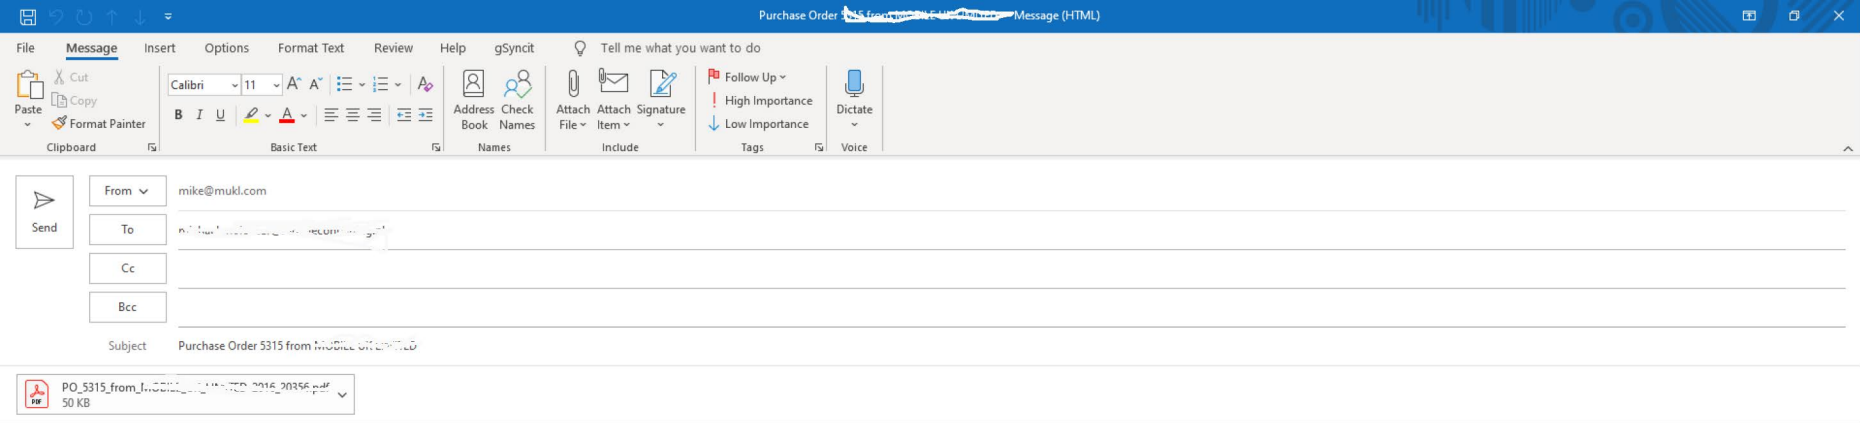 Purchase Order Message (HTML)
File Message Insert Options Format Text Review Help gSyncit Tell me what you want to do
Paste
Cut
Copy
Format Painter
Clipboard
Calibri 11
B I U
Basic Text
Address Book
Check Names
Names
Attach File
Attach Item
Signature
Include
Follow Up
High Importance
Low Importance
Tags
Dictate
Voice
Send
From mike@mukl.com
To
Cc
Bcc
Subject Purchase Order 5315 from
PDF
PO_5315_from_
50 KB